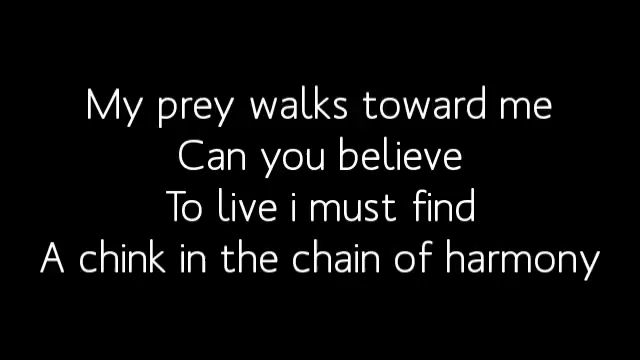 My prey walks toward me
Can you believe
To live i must find
A chink in the chain of harmony